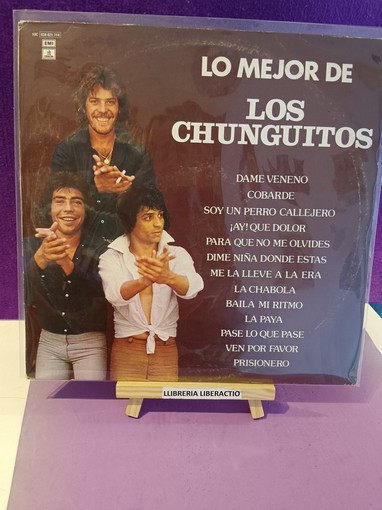 EMI
LO MEJOR DE
LOS
CHUNGUITOS
DAME VENENO
COBARDE
SOY UN PERRO CALLEJERO
¡AY! QUE DOLOR
PARA QUE NO ME OLVIDES
DIME NIÑA DONDE ESTAS
ME LA LLEVE A LA ERA
LA CHABOLA
BAILA MI RITMO
LA PAYA
PASE LO QUE PASE
VEN POR FAVOR
PRISIONERO
LLIBRERIA LIBERACTIO